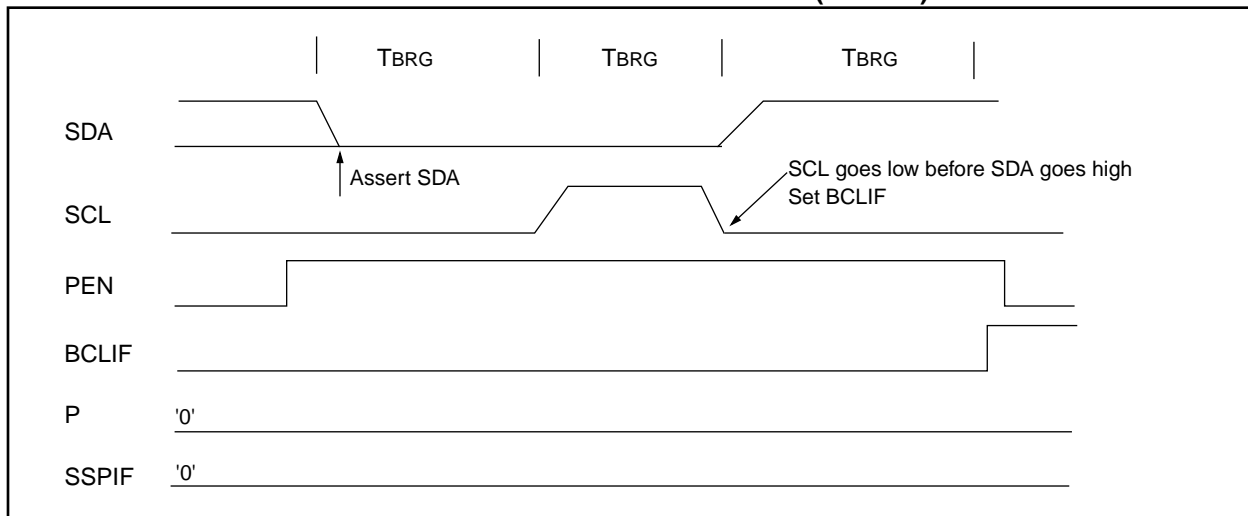 TBRG TBRG TBRG
SDA
Assert SDA
SCL goes low before SDA goes high
Set BCLIF
SCL
PEN
BCLIF
P '0'
SSPIF '0'